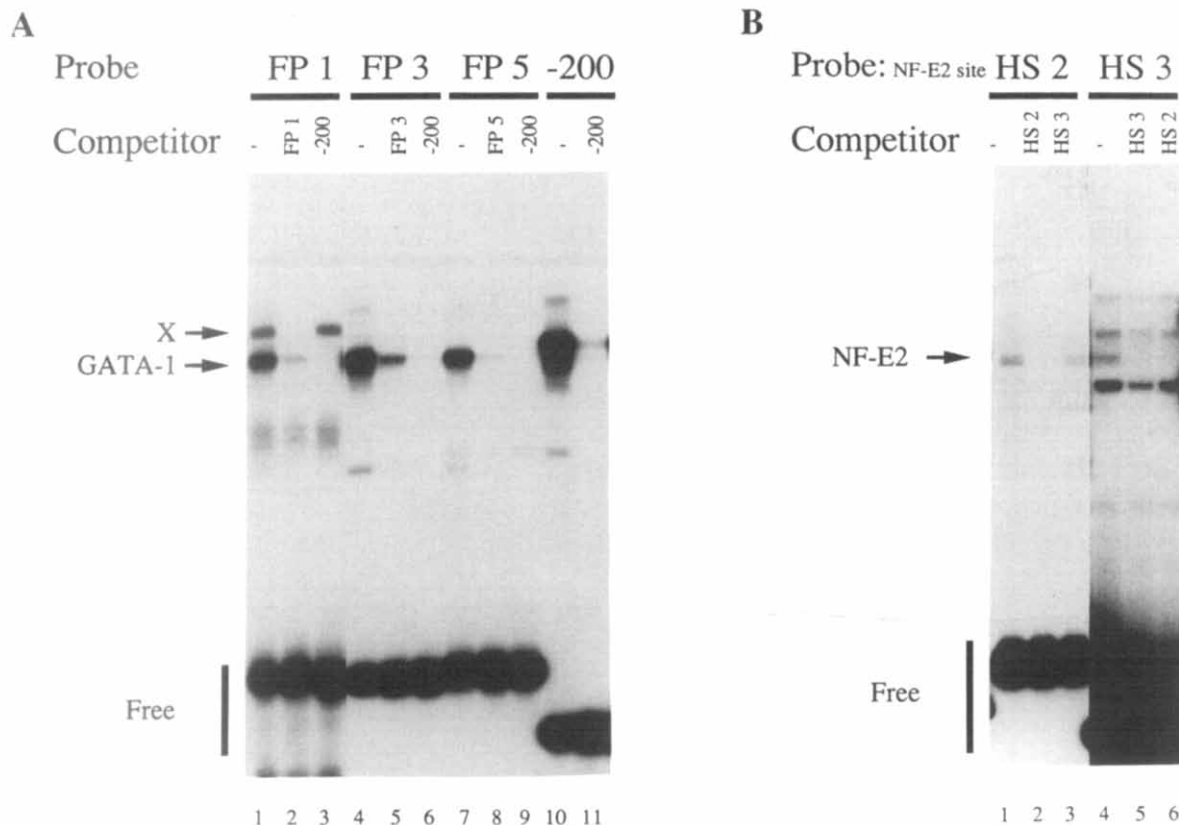 A
Probe FP 1 FP 3 FP 5 -200
Competitor - FP 1 -200 - FP 3 -200 - FP 5 -200 - -200
X
GATA-1
Free
1 2 3 4 5 6 7 8 9 10 11
B
Probe: NF-E2 site HS 2 HS 3
Competitor - HS 2 HS 3 - HS 3 HS 2
NF-E2
Free
1 2 3 4 5 6